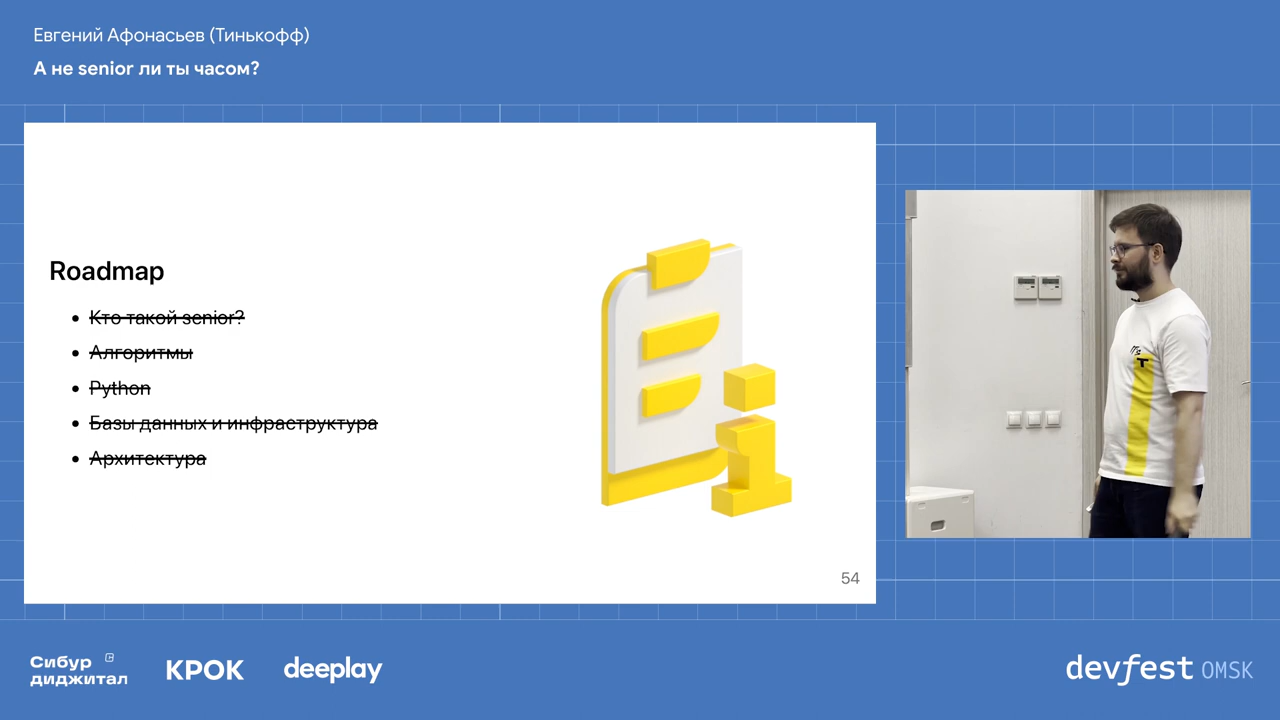 Евгений Афонасьев (Тинькофф)
А не senior ли ты часом?
Roadmap
Кто такой senior?
Алгоритмы
Python
Базы данных и инфраструктура
Архитектура
54
Сибур
диджитал
КРОК
deeplay
devfest OMSK